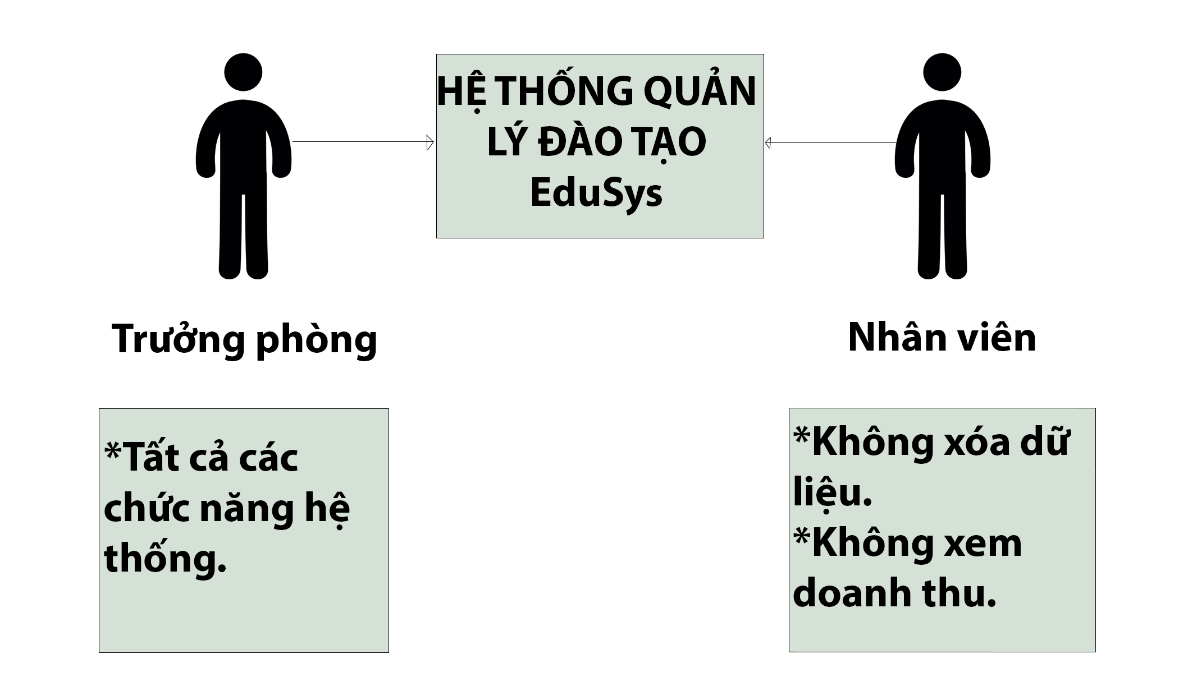 HỆ THỐNG QUẢN
LÝ ĐÀO TẠO
EduSys
Trưởng phòng
Nhân viên
*Tất cả các
chức năng hệ
thống.
*Không xóa dữ
liệu.
*Không xem
doanh thu.